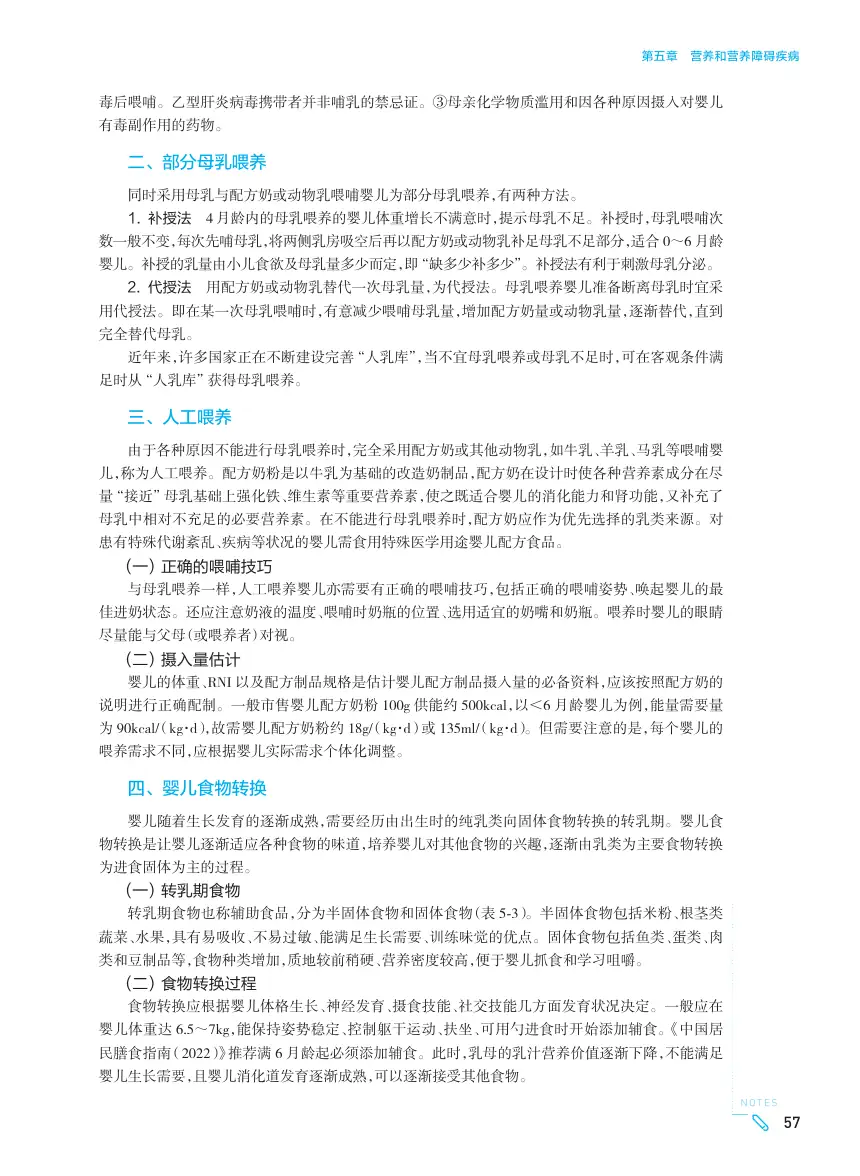 第五章 营养和营养障碍疾病
毒后喂哺。乙型肝炎病毒携带者并非哺乳的禁忌证。③母亲化学物质滥用和因各种原因摄入对婴儿
有毒副作用的药物。
二、部分母乳喂养
同时采用母乳与配方奶或动物乳喂哺婴儿为部分母乳喂养,有两种方法。
1. 补授法 4月龄内的母乳喂养的婴儿体重增长不满意时,提示母乳不足。补授时,母乳喂哺次
数一般不变,每次先哺母乳,将两侧乳房吸空后再以配方奶或动物乳补足母乳不足部分,适合 0～6 月龄
婴儿。补授的乳量由小儿食欲及母乳量多少而定,即“缺多少补多少”。补授法有利于刺激母乳分泌。
2. 代授法 用配方奶或动物乳替代一次母乳量,为代授法。母乳喂养婴儿准备断离母乳时宜采
用代授法。即在某一次母乳喂哺时,有意减少喂哺母乳量,增加配方奶量或动物乳量,逐渐替代,直到
完全替代母乳。
近年来,许多国家正在不断建设完善“人乳库”,当不宜母乳喂养或母乳不足时,可在客观条件满
足时从“人乳库”获得母乳喂养。
三、人工喂养
由于各种原因不能进行母乳喂养时,完全采用配方奶或其他动物乳,如牛乳、羊乳、马乳等喂哺婴
儿,称为人工喂养。配方奶粉是以牛乳为基础的改造奶制品,配方奶在设计时使各种营养素成分在尽
量“接近”母乳基础上强化铁、维生素等重要营养素,使之既适合婴儿的消化能力和肾功能,又补充了
母乳中相对不充足的必要营养素。在不能进行母乳喂养时,配方奶应作为优先选择的乳类来源。对
患有特殊代谢紊乱、疾病等状况的婴儿需食用特殊医学用途婴儿配方食品。
（一）正确的喂哺技巧
与母乳喂养一样,人工喂养婴儿亦需要有正确的喂哺技巧,包括正确的喂哺姿势、唤起婴儿的最
佳进奶状态。还应注意奶液的温度、喂哺时奶瓶的位置、选用适宜的奶嘴和奶瓶。喂养时婴儿的眼睛
尽量能与父母(或喂养者)对视。
（二）摄入量估计
婴儿的体重、RNI 以及配方制品规格是估计婴儿配方制品摄入量的必备资料,应该按照配方奶的
说明进行正确配制。一般市售婴儿配方奶粉 100g 供能约 500kcal,以＜6 月龄婴儿为例,能量需要量
为 90kcal/(kg·d),故需婴儿配方奶粉约 18g/(kg·d)或 135ml/(kg·d)。但需要注意的是,每个婴儿的
喂养需求不同,应根据婴儿实际需求个体化调整。
四、婴儿食物转换
婴儿随着生长发育的逐渐成熟,需要经历由出生时的纯乳类向固体食物转换的转乳期。婴儿食
物转换是让婴儿逐渐适应各种食物的味道,培养婴儿对其他食物的兴趣,逐渐由乳类为主要食物转换
为进食固体为主的过程。
（一）转乳期食物
转乳期食物也称辅助食品,分为半固体食物和固体食物(表 5-3)。半固体食物包括米粉、根茎类
蔬菜、水果,具有易吸收、不易过敏、能满足生长需要、训练味觉的优点。固体食物包括鱼类、蛋类、肉
类和豆制品等,食物种类增加,质地较前稍硬、营养密度较高,便于婴儿抓食和学习咀嚼。
（二）食物转换过程
食物转换应根据婴儿体格生长、神经发育、摄食技能、社交技能几方面发育状况决定。一般应在
婴儿体重达 6.5～7kg,能保持姿势稳定、控制躯干运动、扶坐、可用勺进食时开始添加辅食。《中国居
民膳食指南(2022)》推荐满 6 月龄起必须添加辅食。此时,乳母的乳汁营养价值逐渐下降,不能满足
婴儿生长需要,且婴儿消化道发育逐渐成熟,可以逐渐接受其他食物。
NOTES
57